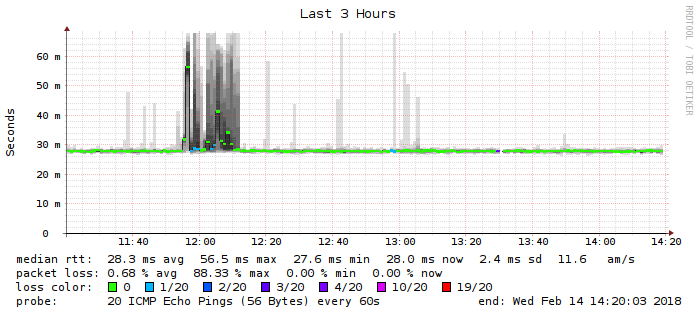 Last 3 Hours
RRDTOOL / TOBI OETIKER
Seconds
60 m
50 m
40 m
30 m
20 m
10 m
0
11:40 12:00 12:20 12:40 13:00 13:20 13:40 14:00 14:20
median rtt: 28.3 ms avg 56.5 ms max 27.6 ms min 28.0 ms now 2.4 ms sd 11.6 am/s
packet loss: 0.68 % avg 88.33 % max 0.00 % min 0.00 % now
loss color: 0 1/20 2/20 3/20 4/20 10/20 19/20
probe: 20 ICMP Echo Pings (56 Bytes) every 60s end: Wed Feb 14 14:20:03 2018